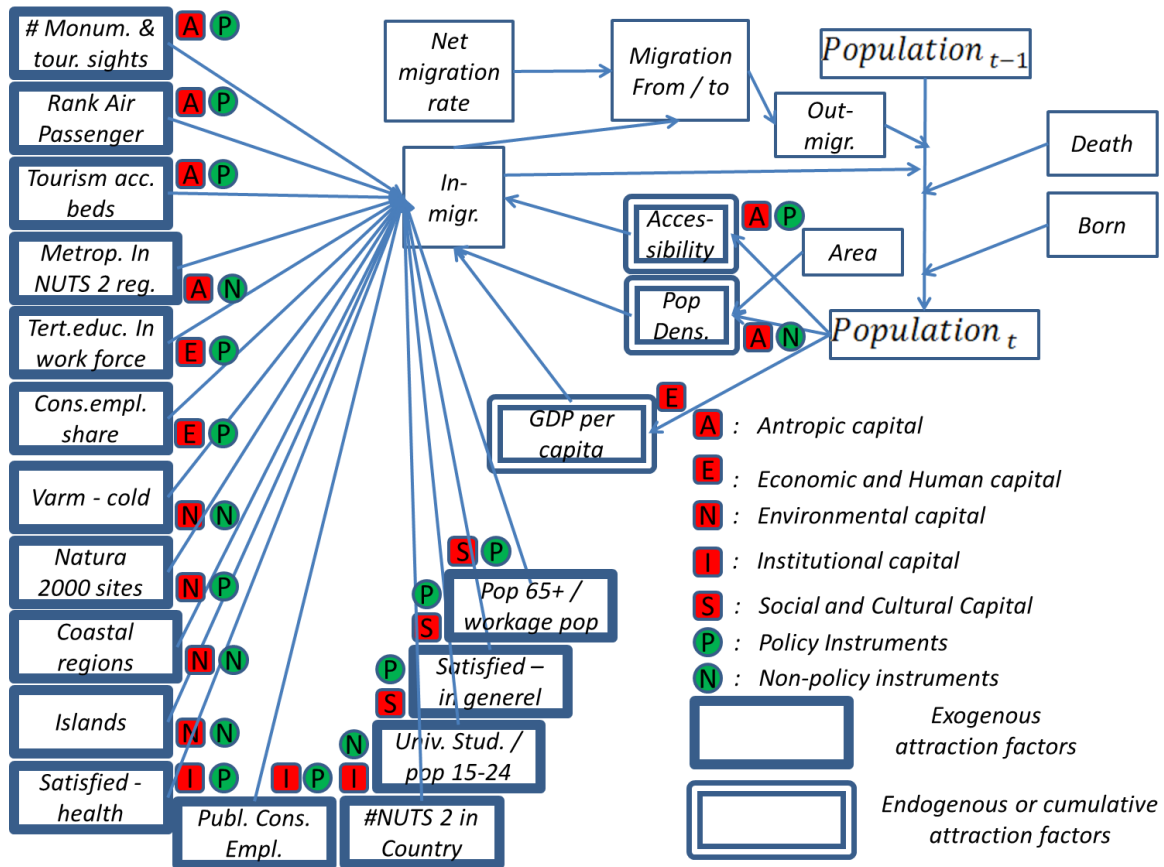 # Monum. &
tour. sights
A P
Rank Air
Passenger
A P
Tourism acc.
beds
A P
Metrop. In
NUTS 2 reg.
A N
Tert.educ. In
work force
E P
Cons.empl.
share
E P
Varm - cold
N N
Natura
2000 sites
N P
Coastal
regions
N N
Islands
N N
Satisfied -
health
I P
Publ. Cons.
Empl.
I P
#NUTS 2 in
Country
N
I
Univ. Stud. /
pop 15-24
P
S
Satisfied –
in generel
P
S
Pop 65+ /
workage pop
S P
Net
migration
rate
Migration
From / to
Population t−1
Out-
migr.
Death
In-
migr.
Acces-
sibility
A P
Area
Born
Pop
Dens.
A N
Population t
GDP per
capita
E
A : Antropic capital
E : Economic and Human capital
N : Environmental capital
I : Institutional capital
S : Social and Cultural Capital
P : Policy Instruments
N : Non-policy instruments
Exogenous
attraction factors
Endogenous or cumulative
attraction factors